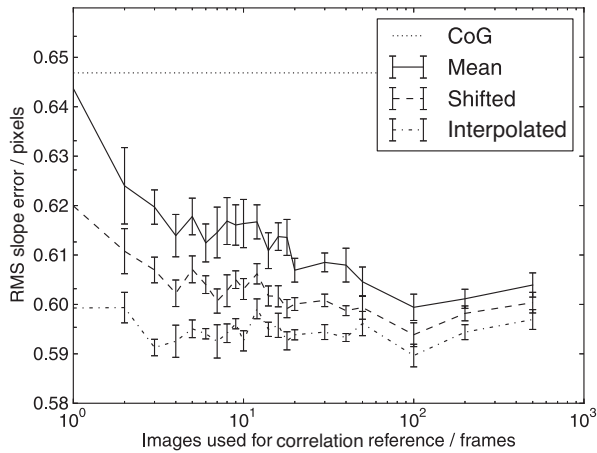 0.65
0.64
0.63
0.62
0.61
0.60
0.59
0.58
RMS slope error / pixels
CoG
Mean
Shifted
Interpolated
10^0
10^1
10^2
10^3
Images used for correlation reference / frames